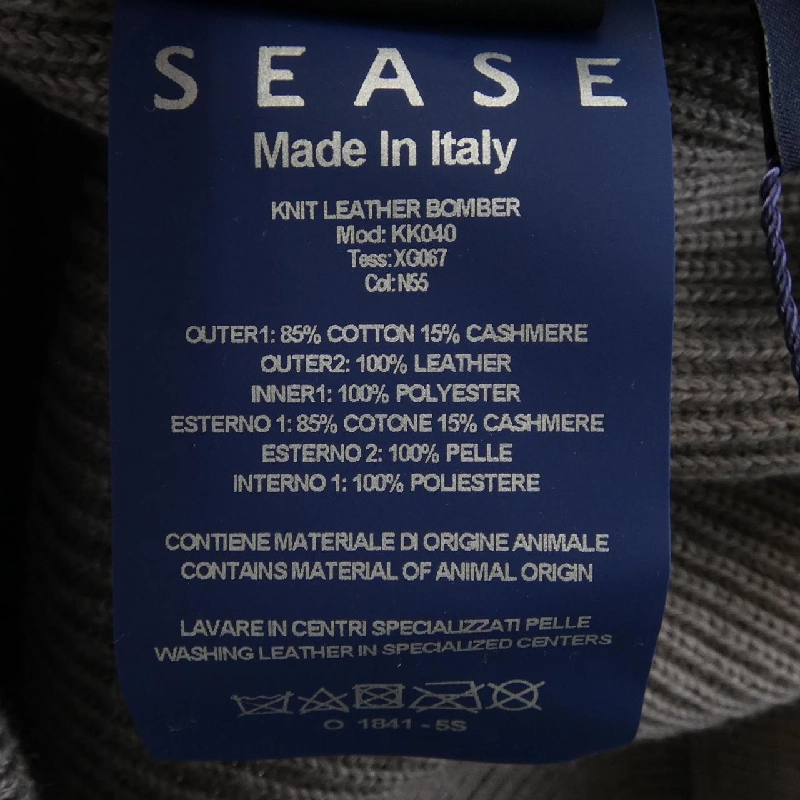 SEASE
Made In Italy
KNIT LEATHER BOMBER
Mod: KK040
Tess:XG067
Col: N55
OUTER1: 85% COTTON 15% CASHMERE
OUTER2: 100% LEATHER
INNER1: 100% POLYESTER
ESTERNO 1: 85% COTONE 15% CASHMERE
ESTERNO 2: 100% PELLE
INTERNO 1: 100% POLIESTERE
CONTIENE MATERIALE DI ORIGINE ANIMALE
CONTAINS MATERIAL OF ANIMAL ORIGIN
LAVARE IN CENTRI SPECIALIZZATI PELLE
WASHING LEATHER IN SPECIALIZED CENTERS
O 1841 - 5S